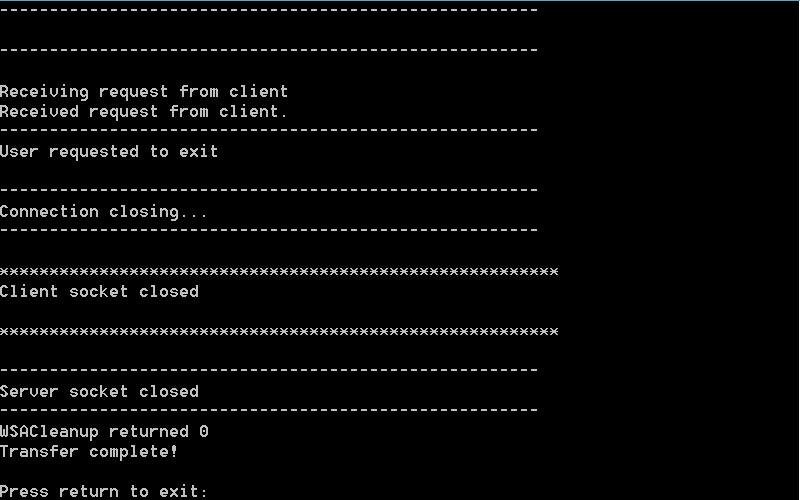 ------------------------------------------------------
------------------------------------------------------
Receiving request from client
Received request from client.
------------------------------------------------------
User requested to exit
------------------------------------------------------
Connection closing...
------------------------------------------------------
********************************************************
Client socket closed
********************************************************
------------------------------------------------------
Server socket closed
------------------------------------------------------
WSACleanup returned 0
Transfer complete!
Press return to exit: